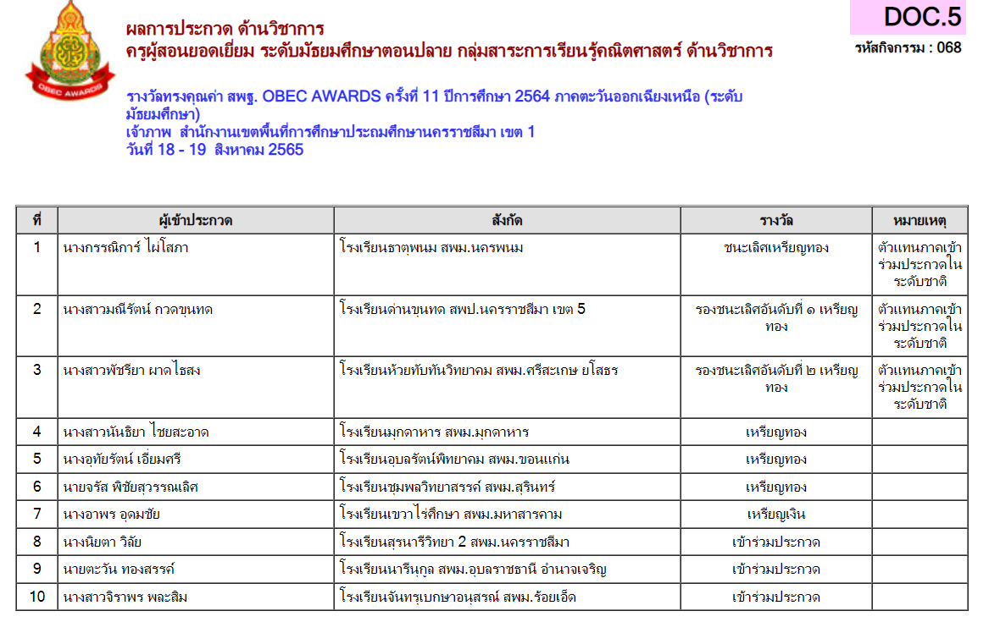 DOC.5
ผลการประกวด ด้านวิชาการ
ครูผู้สอนยอดเยี่ยม ระดับมัธยมศึกษาตอนปลาย กลุ่มสาระการเรียนรู้คณิตศาสตร์ ด้านวิชาการ
รหัสกิจกรรม : 068
OBEC AWARDS
รางวัลทรงคุณค่า สพฐ. OBEC AWARDS ครั้งที่ 11 ปีการศึกษา 2564 ภาคตะวันออกเฉียงเหนือ (ระดับ
มัธยมศึกษา)
เจ้าภาพ สำนักงานเขตพื้นที่การศึกษาประถมศึกษานครราชสีมา เขต 1
วันที่ 18 - 19 สิงหาคม 2565
ที่ ผู้เข้าประกวด สังกัด รางวัล หมายเหตุ
1 นางกรรณิการ์ ไผ่โสภา โรงเรียนธาตุพนม สพม.นครพนม ชนะเลิศเหรียญทอง ตัวแทนภาคเข้า
ร่วมประกวดใน
ระดับชาติ
2 นางสาวมณีรัตน์ กวดขุนทด โรงเรียนด่านขุนทด สพป.นครราชสีมา เขต 5 รองชนะเลิศอันดับที่ ๑ เหรียญ ตัวแทนภาคเข้า
ทอง ร่วมประกวดใน
ระดับชาติ
3 นางสาวพัชรียา ผาดไธสง โรงเรียนห้วยทับทันวิทยาคม สพม.ศรีสะเกษ ยโสธร รองชนะเลิศอันดับที่ ๒ เหรียญ ตัวแทนภาคเข้า
ทอง ร่วมประกวดใน
ระดับชาติ
4 นางสาวนันธิยา ไชยสะอาด โรงเรียนมุกดาหาร สพม.มุกดาหาร เหรียญทอง
5 นางอุทัยรัตน์ เอี่ยมศรี โรงเรียนอุบลรัตน์พิทยาคม สพม.ขอนแก่น เหรียญทอง
6 นายจรัส พิชัยสุวรรณเลิศ โรงเรียนชุมพลวิทยาสรรค์ สพม.สุรินทร์ เหรียญทอง
7 นางอาพร อุดมชัย โรงเรียนเขวาไร่ศึกษา สพม.มหาสารคาม เหรียญเงิน
8 นางนิยตา วิลัย โรงเรียนสุรนารีวิทยา 2 สพม.นครราชสีมา เข้าร่วมประกวด
9 นายตะวัน ทองสรรค์ โรงเรียนนารีนุกูล สพม.อุบลราชธานี อำนาจเจริญ เข้าร่วมประกวด
10 นางสาวจิราพร พละสิม โรงเรียนจันทรุเบกษาอนุสรณ์ สพม.ร้อยเอ็ด เข้าร่วมประกวด